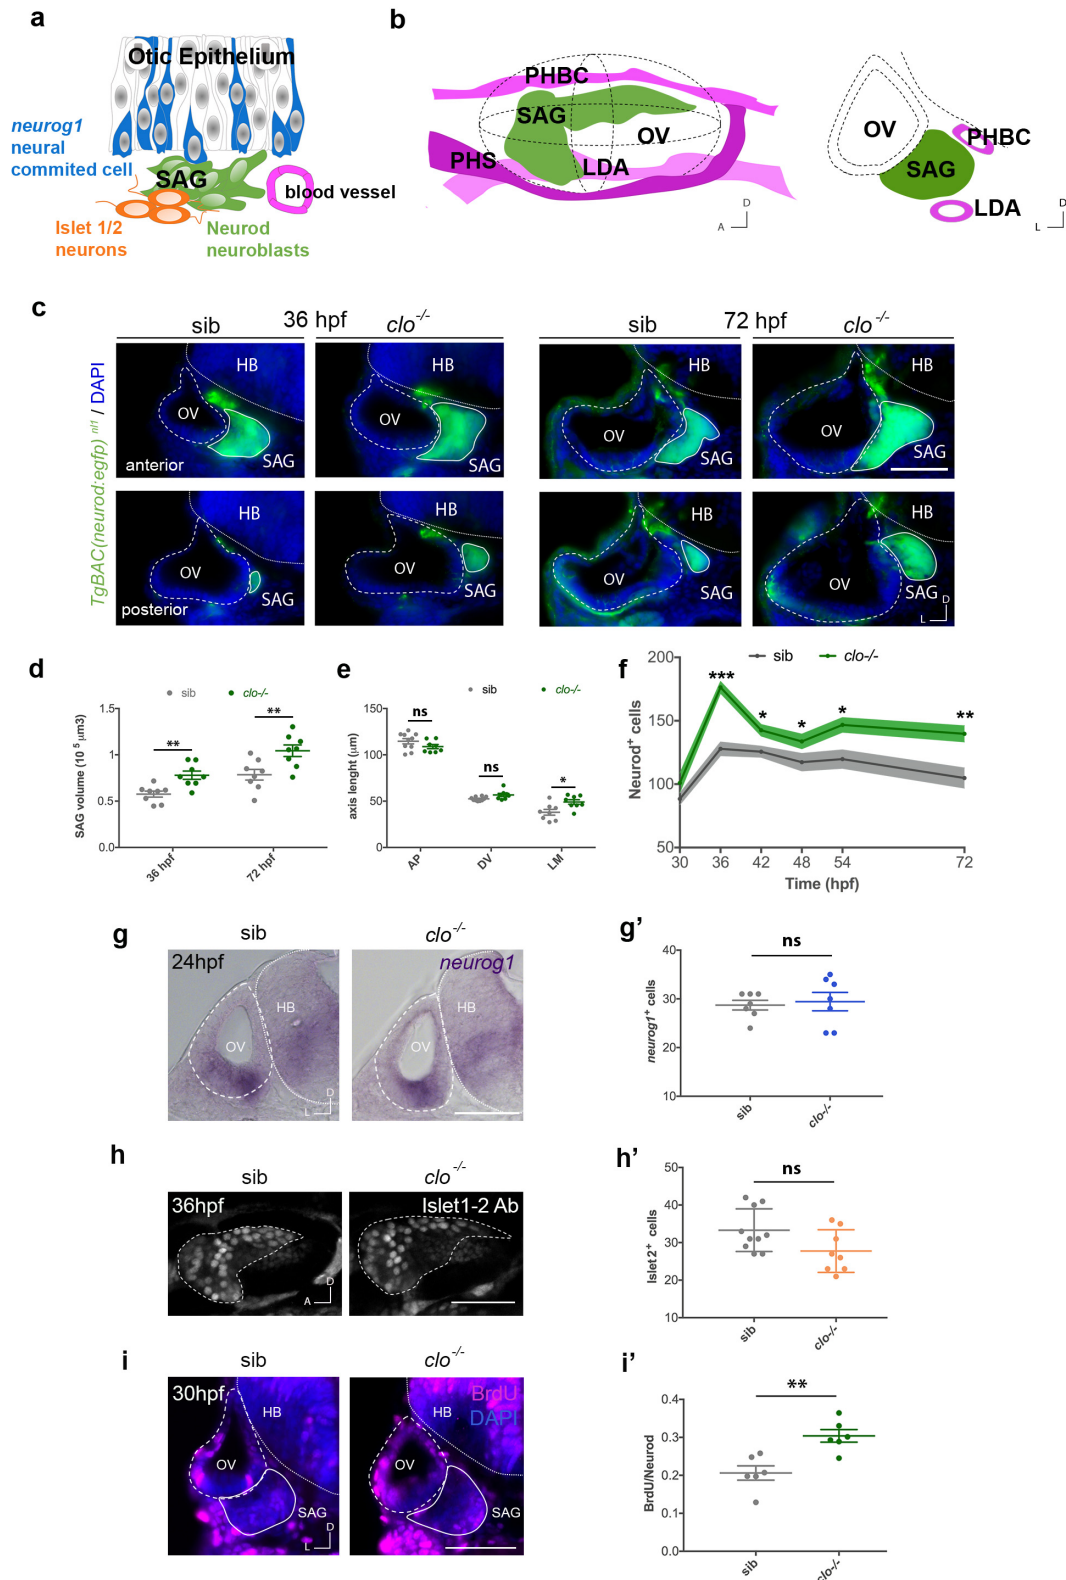 a
Otic Epithelium
neurog1
neural
commited cell
SAG
blood vessel
Islet 1/2
neurons
Neurod
neuroblasts
b
PHBC
SAG
OV
PHS
LDA
D
A
OV
PHBC
SAG
LDA
D
L
c
36 hpf
72 hpf
sib
clo -/-
sib
clo -/-
TgBAC(neurod:egfp) nl1 / DAPI
HB
OV
SAG
anterior
HB
OV
SAG
HB
OV
SAG
HB
OV
SAG
HB
OV
SAG
posterior
HB
OV
SAG
HB
OV
SAG
HB
OV
SAG
D
L
d
sib
clo-/-
SAG volume (10 5 µm3)
1.5
1
0.5
0.0
**
**
36 hpf
72 hpf
e
sib
clo-/-
axis lenght (µm)
150
100
50
0
ns
ns
*
AP
DV
LM
f
sib
clo-/-
Neurod+ cells
200
150
100
50
***
*
*
*
**
30
36
42
48
54
72
Time (hpf)
g
sib
clo -/-
24hpf
HB
OV
D
L
neurog1
HB
OV
g'
neurog1+ cells
40
30
20
10
ns
sib
clo-/-
h
sib
clo -/-
36hpf
D
A
Islet1-2 Ab
h'
Islet2+ cells
50
40
30
20
10
ns
sib
clo-/-
i
sib
clo -/-
30hpf
HB
OV
SAG
D
L
BrdU
DAPI
HB
OV
SAG
i'
BrdU/Neurod
0.4
0.3
0.2
0.1
0.0
**
sib
clo-/-